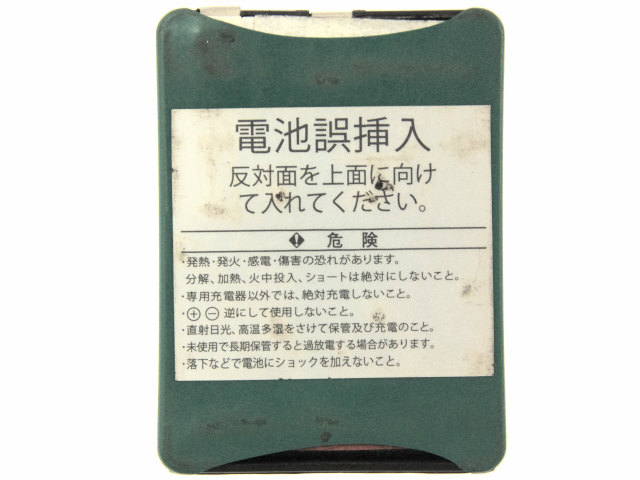 電池誤挿入
反対面を上面に向け
て入れてください。
危険
・発熱・発火・感電・傷害の恐れがあります。
分解、加熱、火中投入、ショートは絶対にしないこと。
・専用充電器以外では、絶対充電しないこと。
・⊕⊖逆にして使用しないこと。
・直射日光、高温多湿をさけて保管及び充電のこと。
・未使用で長期保管すると過放電する場合があります。
・落下などで電池にショックを加えないこと。